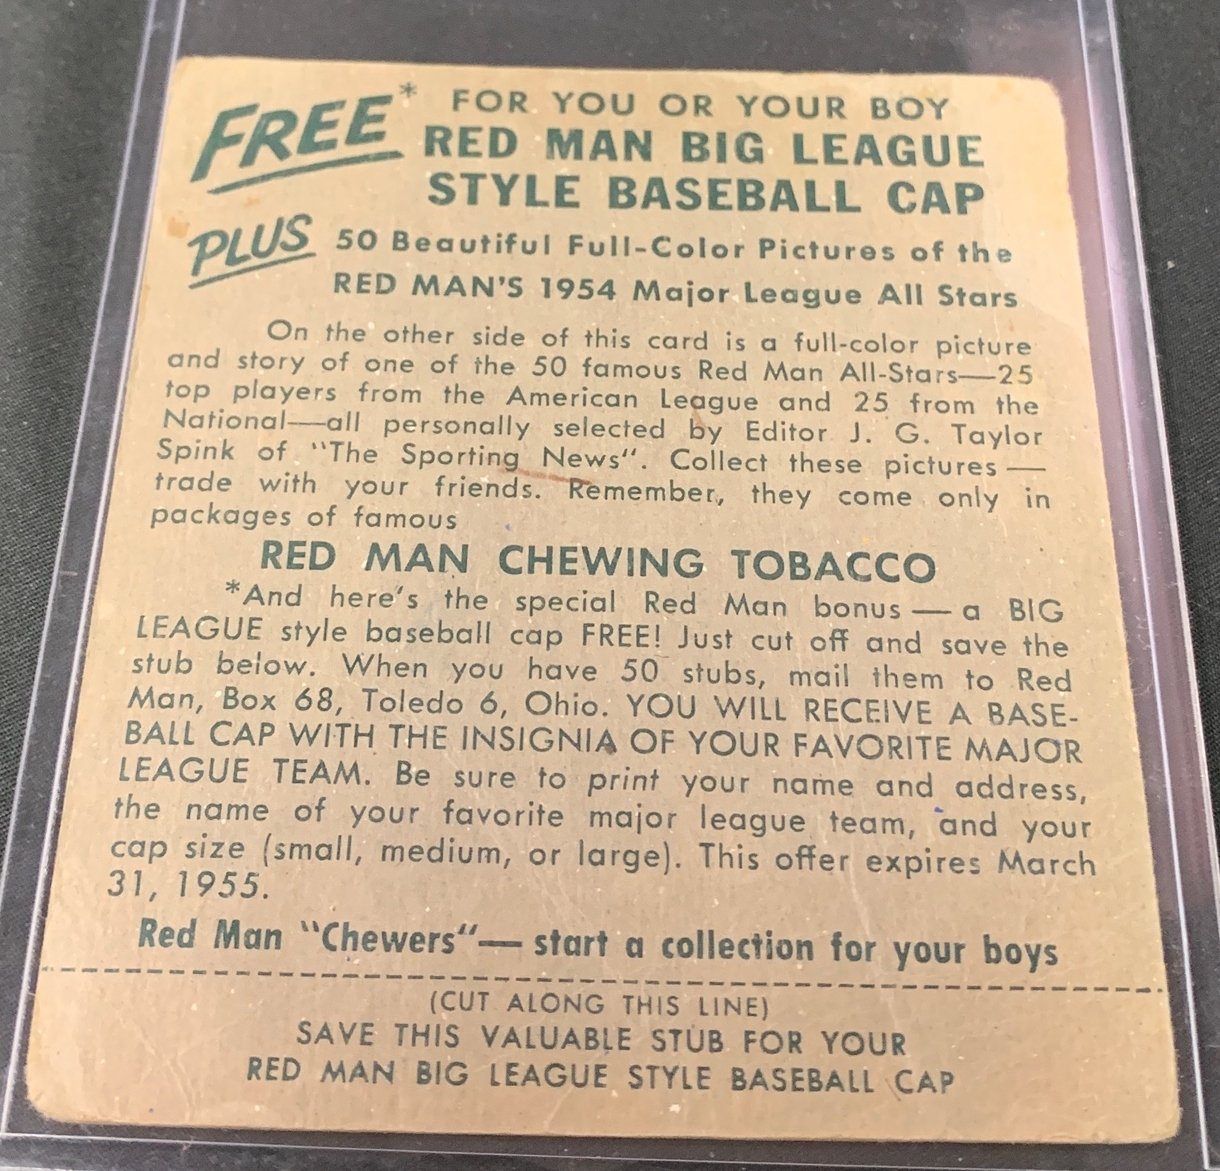 FREE* FOR YOU OR YOUR BOY
RED MAN BIG LEAGUE
STYLE BASEBALL CAP
PLUS 50 Beautiful Full-Color Pictures of the
RED MAN'S 1954 Major League All Stars
On the other side of this card is a full-color picture
and story of one of the 50 famous Red Man All-Stars—25
top players from the American League and 25 from the
National—all personally selected by Editor J. G. Taylor
Spink of "The Sporting News". Collect these pictures —
trade with your friends. Remember, they come only in
packages of famous
RED MAN CHEWING TOBACCO
*And here's the special Red Man bonus — a BIG
LEAGUE style baseball cap FREE! Just cut off and save the
stub below. When you have 50 stubs, mail them to Red
Man, Box 68, Toledo 6, Ohio. YOU WILL RECEIVE A BASE-
BALL CAP WITH THE INSIGNIA OF YOUR FAVORITE MAJOR
LEAGUE TEAM. Be sure to print your name and address,
the name of your favorite major league team, and your
cap size (small, medium, or large). This offer expires March
31, 1955.
Red Man "Chewers"— start a collection for your boys
(CUT ALONG THIS LINE)
SAVE THIS VALUABLE STUB FOR YOUR
RED MAN BIG LEAGUE STYLE BASEBALL CAP